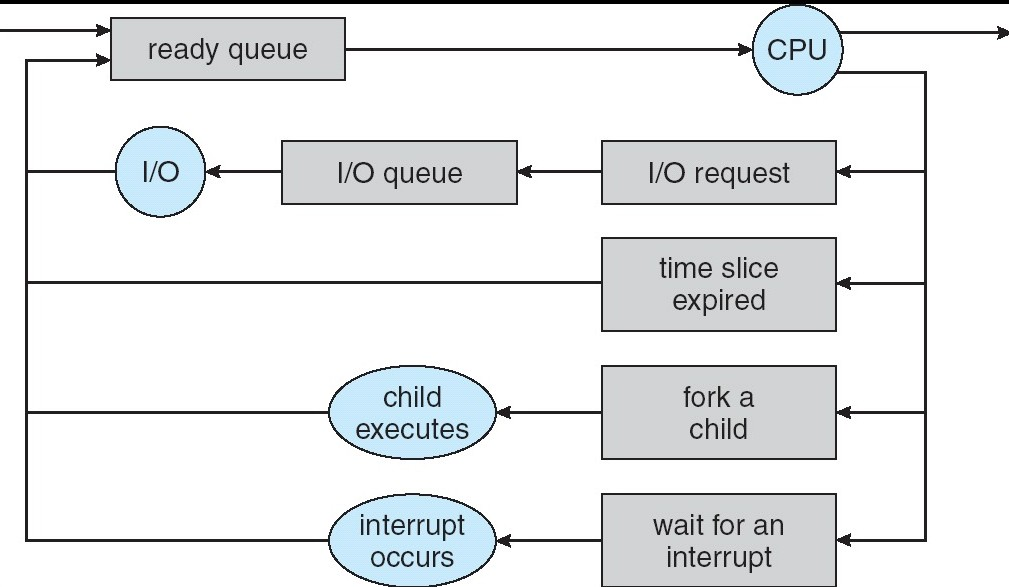 ready queue
CPU
I/O
I/O queue
I/O request
time slice
expired
child
executes
fork a
child
interrupt
occurs
wait for an
interrupt